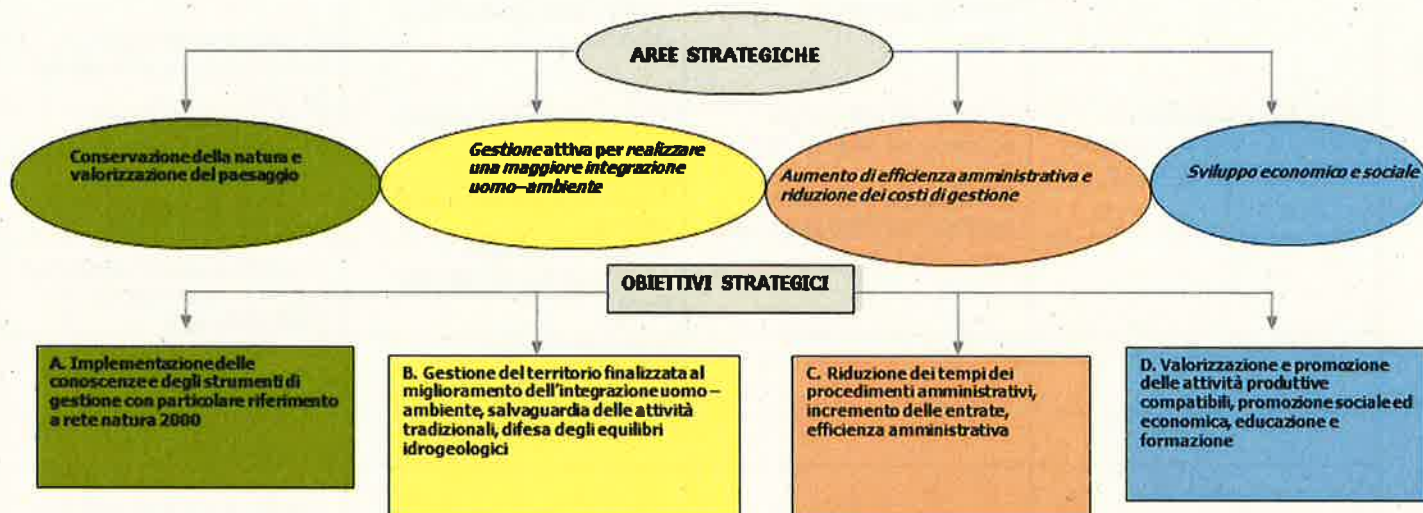 AREE STRATEGICHE
Conservazione della natura e
valorizzazione del paesaggio
Gestione attiva per realizzare
una maggiore integrazione
uomo–ambiente
Aumento di efficienza amministrativa e
riduzione dei costi di gestione
Sviluppo economico e sociale
OBIETTIVI STRATEGICI
A. Implementazione delle
conoscenze e degli strumenti di
gestione con particolare riferimento
a rete natura 2000
B. Gestione del territorio finalizzata al
miglioramento dell'integrazione uomo –
ambiente, salvaguardia delle attività
tradizionali, difesa degli equilibri
idrogeologici
C. Riduzione dei tempi dei
procedimenti amministrativi,
incremento delle entrate,
efficienza amministrativa
D. Valorizzazione e promozione
delle attività produttive
compatibili, promozione sociale ed
economica, educazione e
formazione